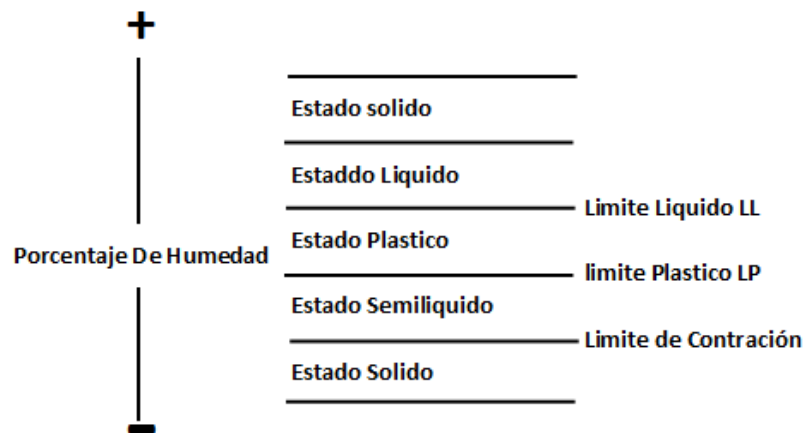 +
Estado solido
Estaddo Liquido
Limite Liquido LL
Estado Plastico
Porcentaje De Humedad
limite Plastico LP
Estado Semiliquido
Limite de Contración
Estado Solido
-